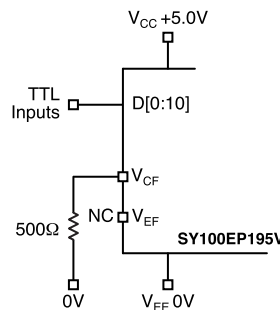 VCC +5.0V
TTL
Inputs
D[0:10]
VCF
NC VEF
500Ω
SY100EP195V
0V
VEE 0V